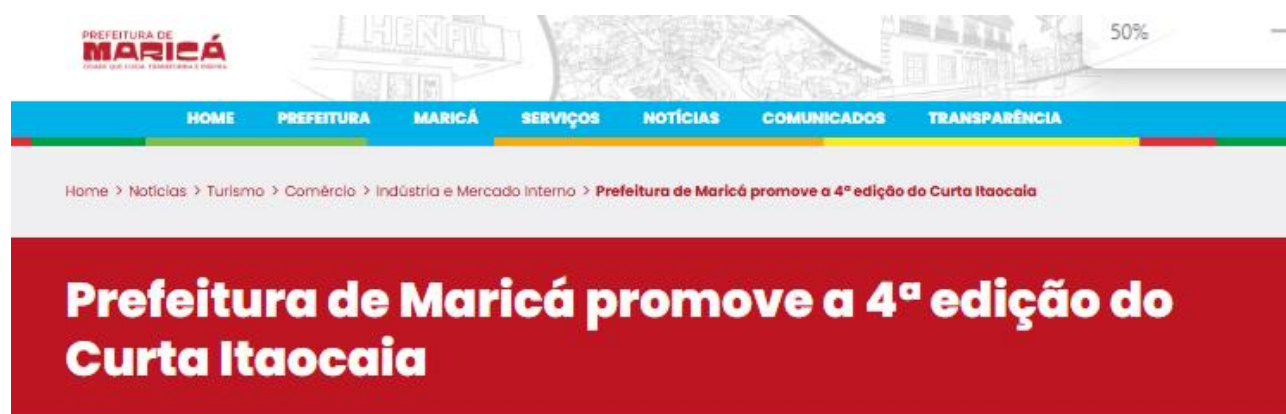 PREFEITURA DE
MARICÁ
HENFIL
50%
HOME PREFEITURA MARICÁ SERVIÇOS NOTÍCIAS COMUNICADOS TRANSPARÊNCIA
Home > Notícias > Turismo > Comércio > Indústria e Mercado Interno > Prefeitura de Maricá promove a 4ª edição do Curta Itaocaia
Prefeitura de Maricá promove a 4ª edição do
Curta Itaocaia